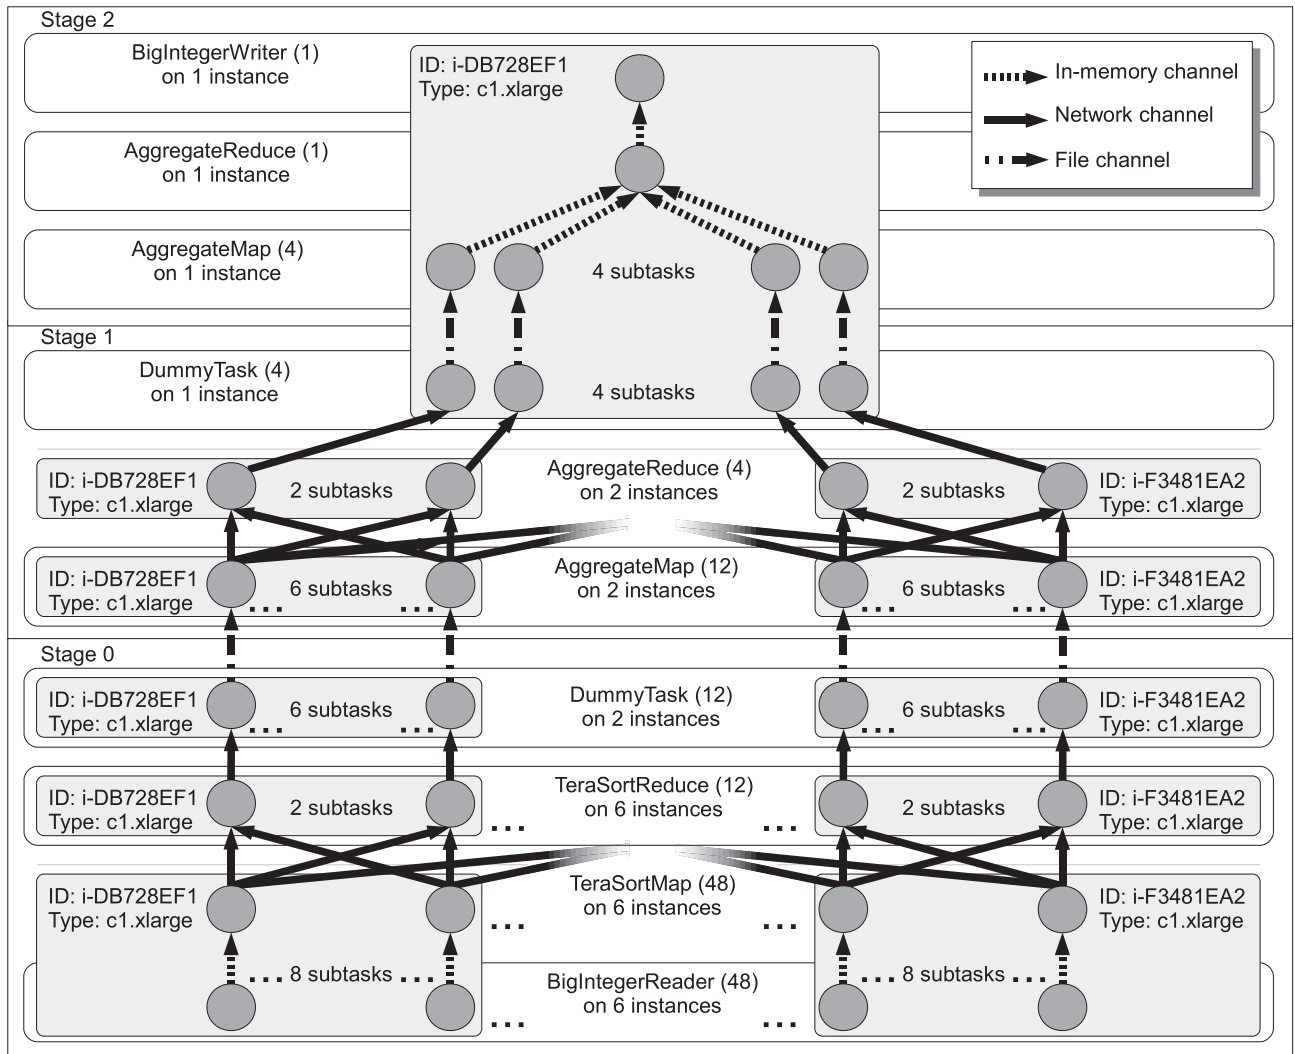 Stage 2
BigIntegerWriter (1)
on 1 instance
ID: i-DB728EF1
Type: c1.xlarge
In-memory channel
Network channel
File channel
AggregateReduce (1)
on 1 instance
AggregateMap (4)
on 1 instance
4 subtasks
Stage 1
DummyTask (4)
on 1 instance
4 subtasks
ID: i-DB728EF1
Type: c1.xlarge
2 subtasks
AggregateReduce (4)
on 2 instances
2 subtasks
ID: i-F3481EA2
Type: c1.xlarge
ID: i-DB728EF1
Type: c1.xlarge
6 subtasks
...
...
AggregateMap (12)
on 2 instances
6 subtasks
...
...
ID: i-F3481EA2
Type: c1.xlarge
Stage 0
ID: i-DB728EF1
Type: c1.xlarge
6 subtasks
...
...
DummyTask (12)
on 2 instances
6 subtasks
...
...
ID: i-F3481EA2
Type: c1.xlarge
ID: i-DB728EF1
Type: c1.xlarge
2 subtasks
...
TeraSortReduce (12)
on 6 instances
...
2 subtasks
ID: i-F3481EA2
Type: c1.xlarge
ID: i-DB728EF1
Type: c1.xlarge
...
TeraSortMap (48)
on 6 instances
...
ID: i-F3481EA2
Type: c1.xlarge
... 8 subtasks ...
... 8 subtasks ...
...
BigIntegerReader (48)
on 6 instances
...